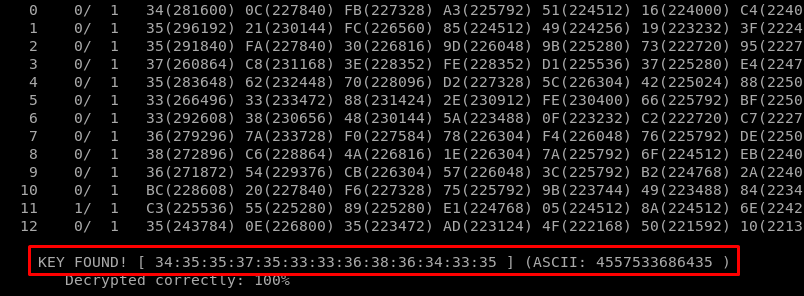 0 0/ 1 34(281600) 0C(227840) FB(227328) A3(225792) 51(224512) 16(224000) C4(2240
1 0/ 1 35(296192) 21(230144) FC(226560) 85(224512) 49(224256) 19(223232) 3F(2224
2 0/ 1 35(291840) FA(227840) 30(226816) 9D(226048) 9B(225280) 73(222720) 95(2227
3 0/ 1 37(260864) C8(231168) 3E(228352) FE(228352) D1(225536) 37(225280) E4(2247
4 0/ 1 35(283648) 62(232448) 70(228096) D2(227328) 5C(226304) 42(225024) 88(2250
5 0/ 1 33(266496) 33(233472) 88(231424) 2E(230912) FE(230400) 66(225792) BF(2250
6 0/ 1 33(292608) 38(230656) 48(230144) 5A(223488) 0F(223232) C2(222720) C7(2227
7 0/ 1 36(279296) 7A(233728) F0(227584) 78(226304) F4(226048) 76(225792) DE(2250
8 0/ 1 38(272896) C6(228864) 4A(226816) 1E(226304) 7A(225792) 6F(224512) EB(2240
9 0/ 1 36(271872) 54(229376) CB(226304) 57(226048) 3C(225792) B2(224768) 2A(2240
10 0/ 1 BC(228608) 20(227840) F6(227328) 75(225792) 9B(223744) 49(223488) 84(2234
11 1/ 1 C3(225536) 55(225280) 89(225280) E1(224768) 05(224512) 8A(224512) 6E(2242
12 0/ 1 35(243784) 0E(226800) 35(223472) AD(223124) 4F(222168) 50(221592) 10(2213
KEY FOUND! [ 34:35:35:37:35:33:33:36:38:36:34:33:35 ] (ASCII: 4557533686435 )
Decrypted correctly: 100%